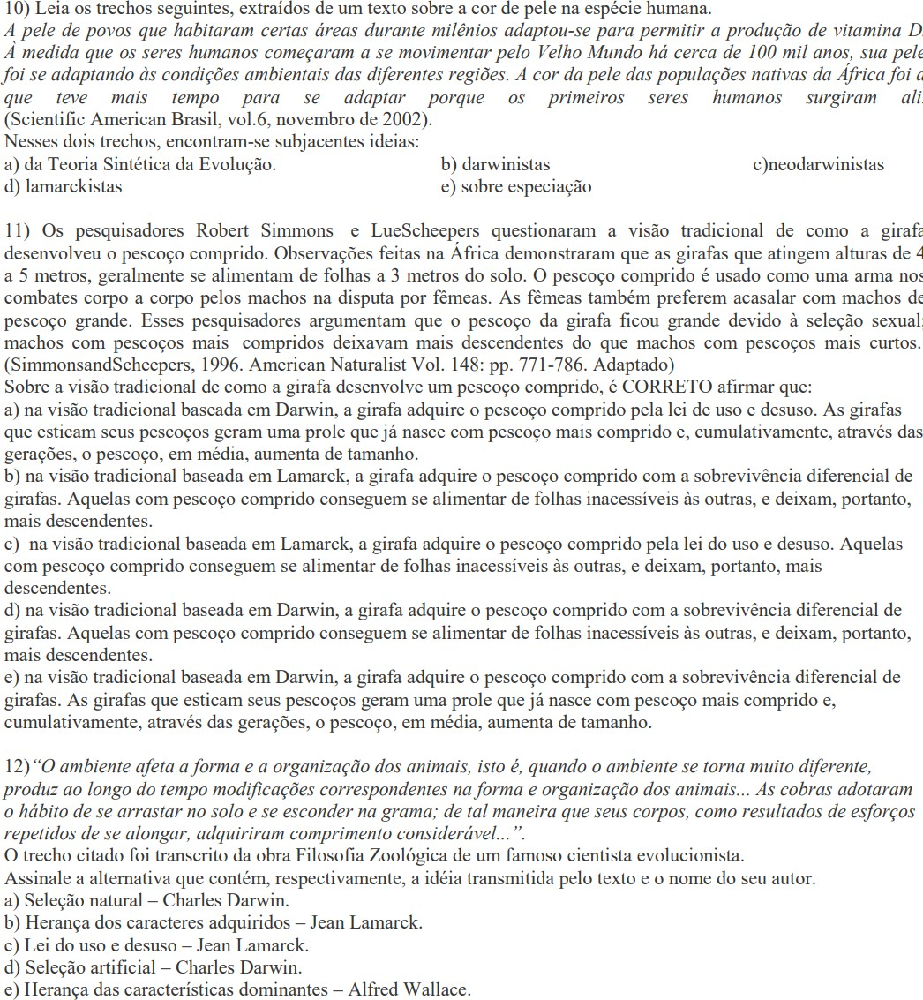 10) Leia os trechos seguintes, extraídos de um texto sobre a cor de pele na espécie humana.
A pele de povos que habitaram certas áreas durante milênios adaptou-se para permitir a produção de vitamina D.
À medida que os seres humanos começaram a se movimentar pelo Velho Mundo há cerca de 100 mil anos, sua pele
foi se adaptando às condições ambientais das diferentes regiões. A cor da pele das populações nativas da África foi a
que teve mais tempo para se adaptar porque os primeiros seres humanos surgiram ali.
(Scientific American Brasil, vol.6, novembro de 2002).
Nesses dois trechos, encontram-se subjacentes ideias:
a) da Teoria Sintética da Evolução. b) darwinistas c)neodarwinistas
d) lamarckistas e) sobre especiação
11) Os pesquisadores Robert Simmons e LueScheepers questionaram a visão tradicional de como a girafa
desenvolveu o pescoço comprido. Observações feitas na África demonstraram que as girafas que atingem alturas de 4
a 5 metros, geralmente se alimentam de folhas a 3 metros do solo. O pescoço comprido é usado como uma arma nos
combates corpo a corpo pelos machos na disputa por fêmeas. As fêmeas também preferem acasalar com machos de
pescoço grande. Esses pesquisadores argumentam que o pescoço da girafa ficou grande devido à seleção sexual;
machos com pescoços mais compridos deixavam mais descendentes do que machos com pescoços mais curtos.
(SimmonsandScheepers, 1996. American Naturalist Vol. 148: pp. 771-786. Adaptado)
Sobre a visão tradicional de como a girafa desenvolve um pescoço comprido, é CORRETO afirmar que:
a) na visão tradicional baseada em Darwin, a girafa adquire o pescoço comprido pela lei de uso e desuso. As girafas
que esticam seus pescoços geram uma prole que já nasce com pescoço mais comprido e, cumulativamente, através das
gerações, o pescoço, em média, aumenta de tamanho.
b) na visão tradicional baseada em Lamarck, a girafa adquire o pescoço comprido com a sobrevivência diferencial de
girafas. Aquelas com pescoço comprido conseguem se alimentar de folhas inacessíveis às outras, e deixam, portanto,
mais descendentes.
c) na visão tradicional baseada em Lamarck, a girafa adquire o pescoço comprido pela lei do uso e desuso. Aquelas
com pescoço comprido conseguem se alimentar de folhas inacessíveis às outras, e deixam, portanto, mais
descendentes.
d) na visão tradicional baseada em Darwin, a girafa adquire o pescoço comprido com a sobrevivência diferencial de
girafas. Aquelas com pescoço comprido conseguem se alimentar de folhas inacessíveis às outras, e deixam, portanto,
mais descendentes.
e) na visão tradicional baseada em Darwin, a girafa adquire o pescoço comprido com a sobrevivência diferencial de
girafas. As girafas que esticam seus pescoços geram uma prole que já nasce com pescoço mais comprido e,
cumulativamente, através das gerações, o pescoço, em média, aumenta de tamanho.
12)“O ambiente afeta a forma e a organização dos animais, isto é, quando o ambiente se torna muito diferente,
produz ao longo do tempo modificações correspondentes na forma e organização dos animais... As cobras adotaram
o hábito de se arrastar no solo e se esconder na grama; de tal maneira que seus corpos, como resultados de esforços
repetidos de se alongar, adquiriram comprimento considerável...”.
O trecho citado foi transcrito da obra Filosofia Zoológica de um famoso cientista evolucionista.
Assinale a alternativa que contém, respectivamente, a idéia transmitida pelo texto e o nome do seu autor.
a) Seleção natural – Charles Darwin.
b) Herança dos caracteres adquiridos – Jean Lamarck.
c) Lei do uso e desuso – Jean Lamarck.
d) Seleção artificial – Charles Darwin.
e) Herança das características dominantes – Alfred Wallace.